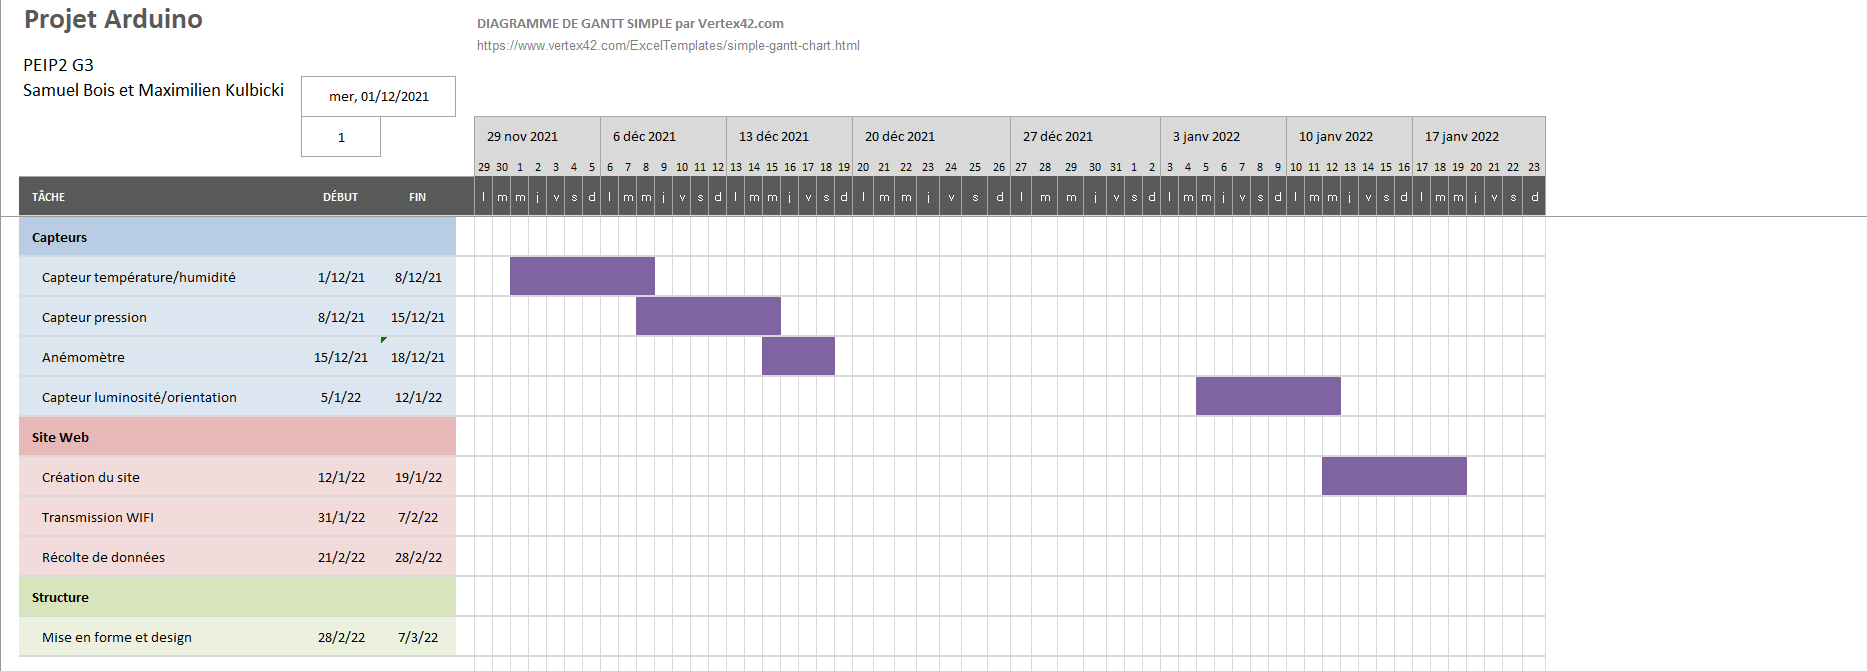 Projet Arduino
DIAGRAMME DE GANTT SIMPLE par Vertex42.com
https://www.vertex42.com/ExcelTemplates/simple-gantt-chart.html
PEIP2 G3
Samuel Bois et Maximilien Kulbicki
mer, 01/12/2021
1
29 nov 2021 6 déc 2021 13 déc 2021 20 déc 2021 27 déc 2021 3 janv 2022 10 janv 2022 17 janv 2022
29 30 1 2 3 4 5 6 7 8 9 10 11 12 13 14 15 16 17 18 19 20 21 22 23 24 25 26 27 28 29 30 31 1 2 3 4 5 6 7 8 9 10 11 12 13 14 15 16 17 18 19 20 21 22 23
TÂCHE DÉBUT FIN l m m j v s d l m m j v s d l m m j v s d l m m j v s d l m m j v s d l m m j v s d l m m j v s d l m m j v s d
Capteurs
Capteur température/humidité 1/12/21 8/12/21
Capteur pression 8/12/21 15/12/21
Anémomètre 15/12/21 18/12/21
Capteur luminosité/orientation 5/1/22 12/1/22
Site Web
Création du site 12/1/22 19/1/22
Transmission WIFI 31/1/22 7/2/22
Récolte de données 21/2/22 28/2/22
Structure
Mise en forme et design 28/2/22 7/3/22